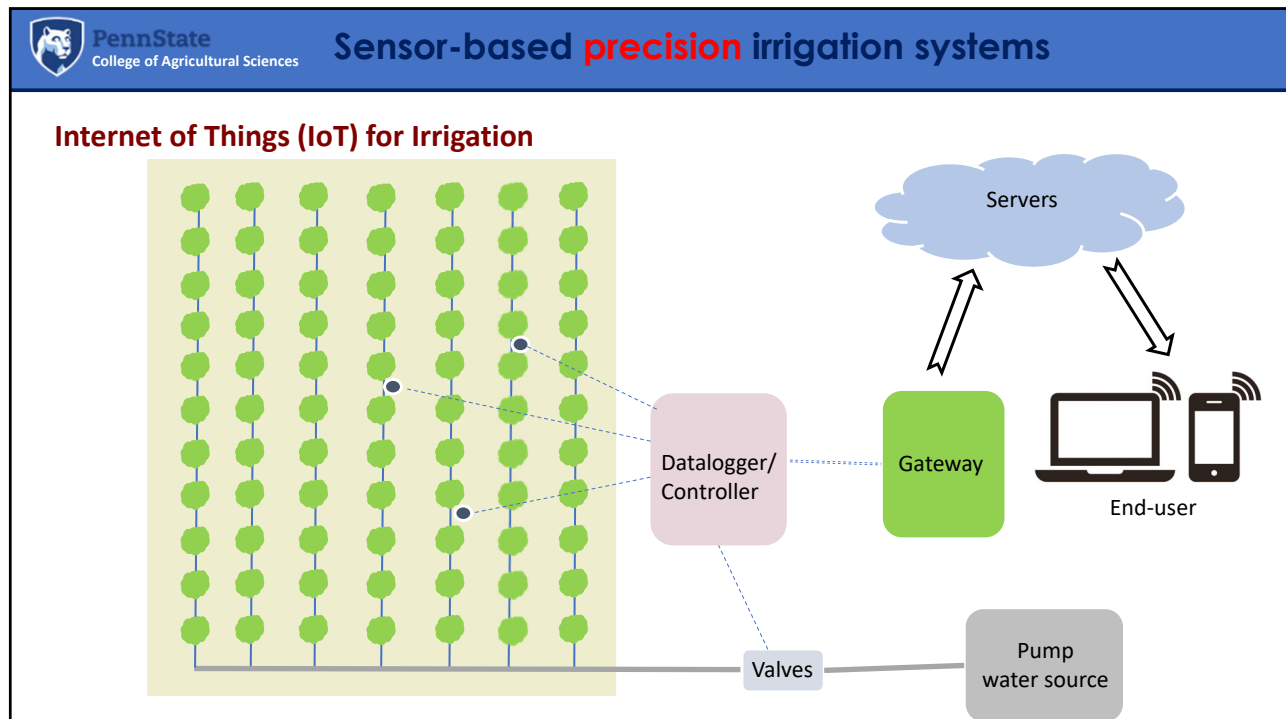 PennState
College of Agricultural Sciences
Sensor-based precision irrigation systems
Internet of Things (IoT) for Irrigation
Servers
Datalogger/
Controller
Gateway
End-user
Valves
Pump
water source